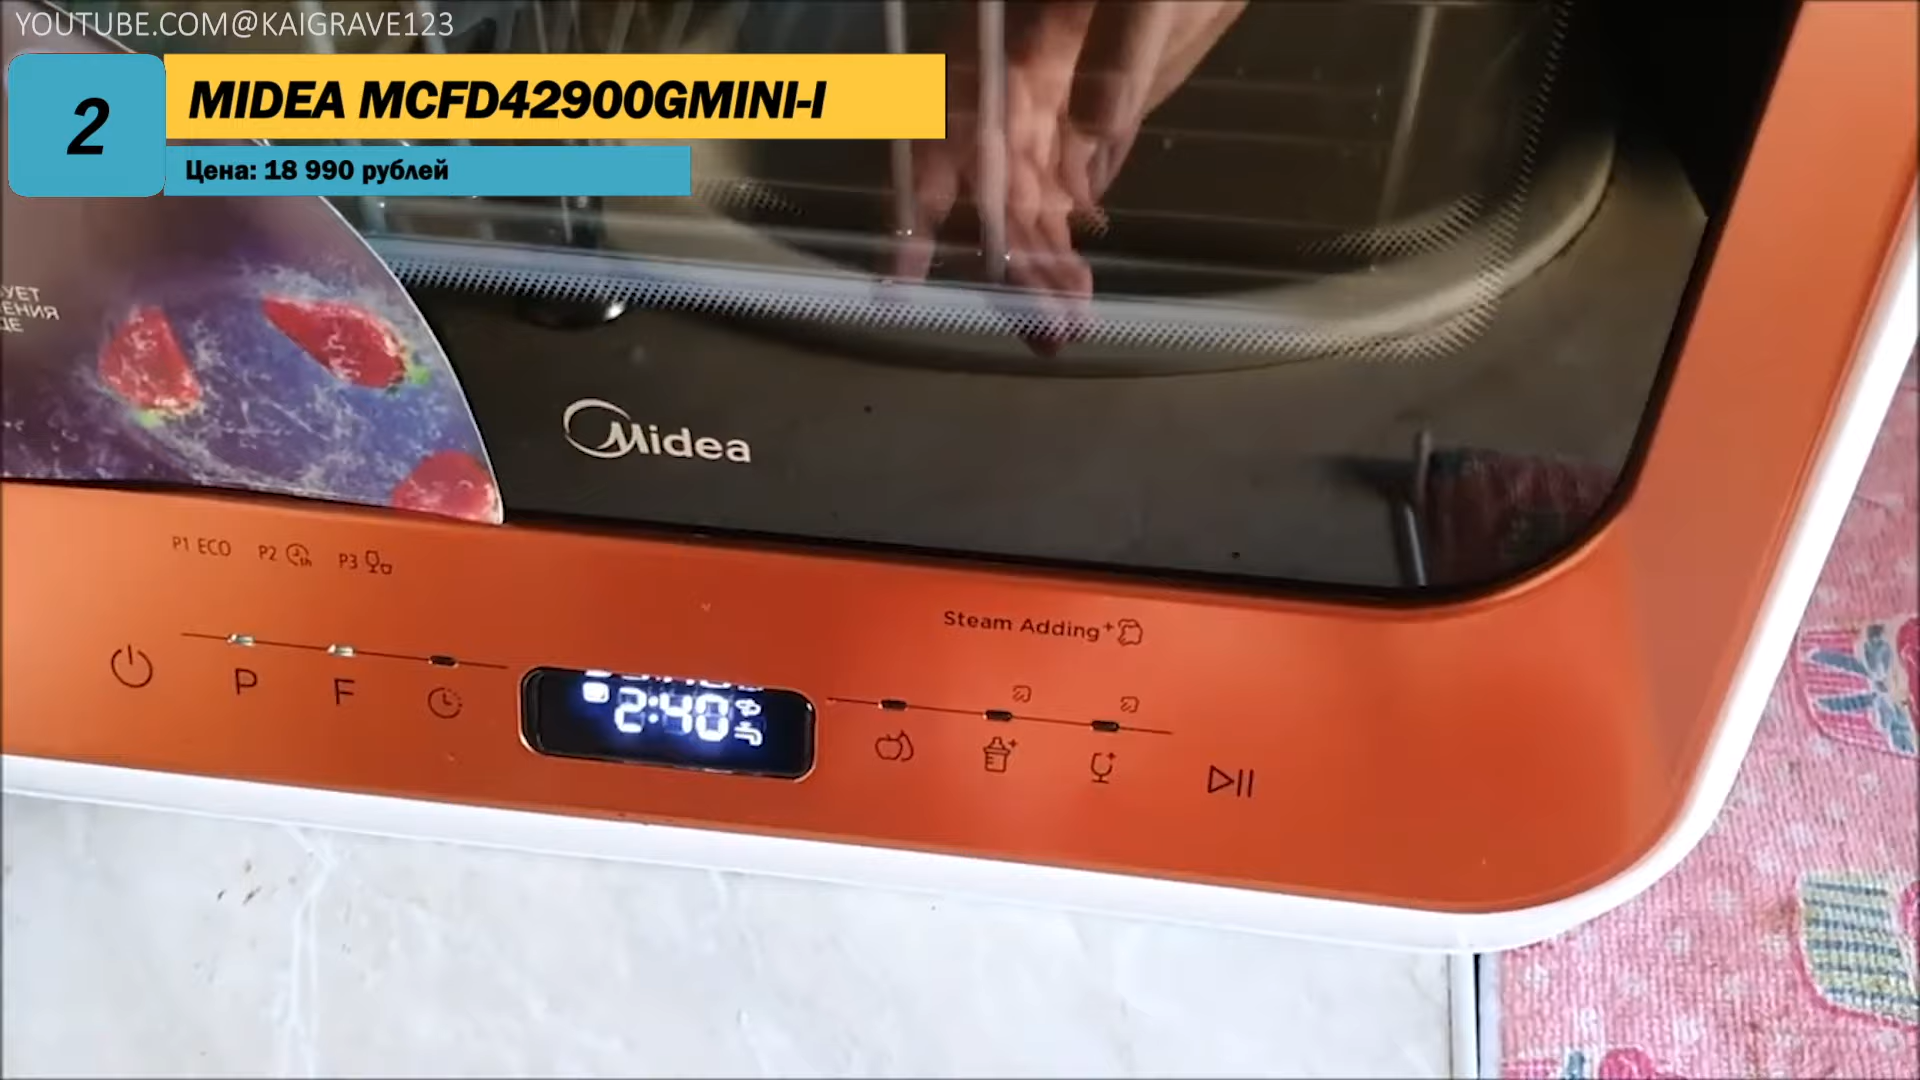 YOUTUBE.COM@KAIGRAVE123
2
MIDEA MCFD42900GMINI-I
Цена: 18 990 рублей
Midea
P1 ECO P2 1h P3
Steam Adding+
P F
2:40